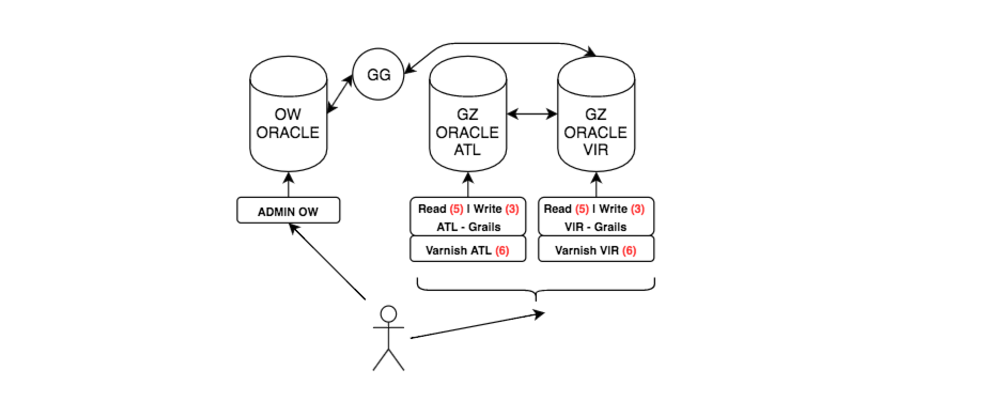 GG
OW
ORACLE
GZ
ORACLE
ATL
GZ
ORACLE
VIR
ADMIN OW
Read (5) I Write (3)
ATL - Grails
Varnish ATL (6)
Read (5) I Write (3)
VIR - Grails
Varnish VIR (6)